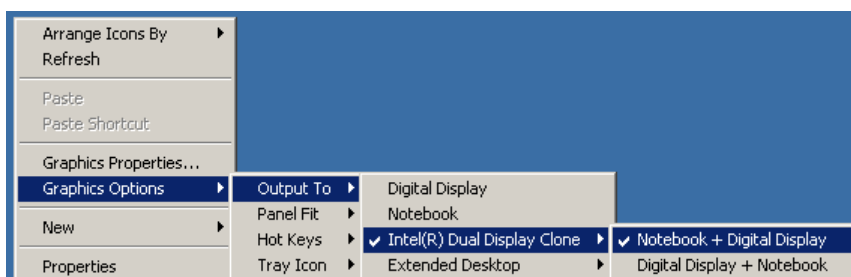 Arrange Icons By
Refresh
Paste
Paste Shortcut
Graphics Properties...
Graphics Options
New
Properties
Output To
Panel Fit
Hot Keys
Tray Icon
Digital Display
Notebook
Intel(R) Dual Display Clone
Extended Desktop
Notebook + Digital Display
Digital Display + Notebook